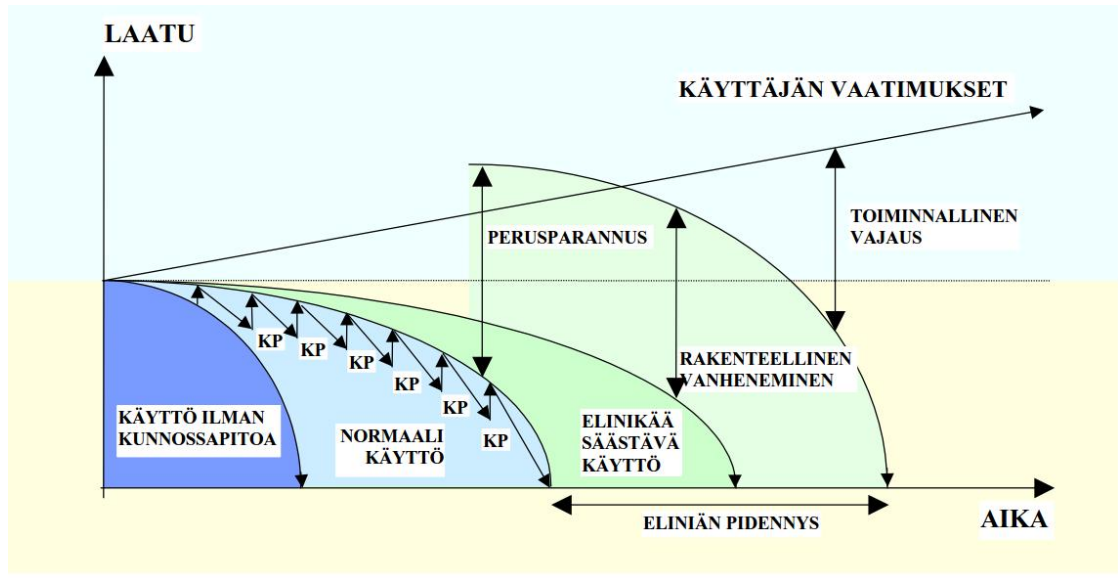 LAATU
KÄYTTÄJÄN VAATIMUKSET
PERUSPARANNUS
TOIMINNALLINEN
VAJAUS
KP
KP
KP
KP
KP
KP
KP
RAKENTEELLINEN
VANHENEMINEN
KÄYTTÖ ILMAN
KUNNOSSAPITOA
NORMAALI
KÄYTTÖ
ELINIKÄÄ
SÄÄSTÄVÄ
KÄYTTÖ
ELINIÄN PIDENNYS
AIKA